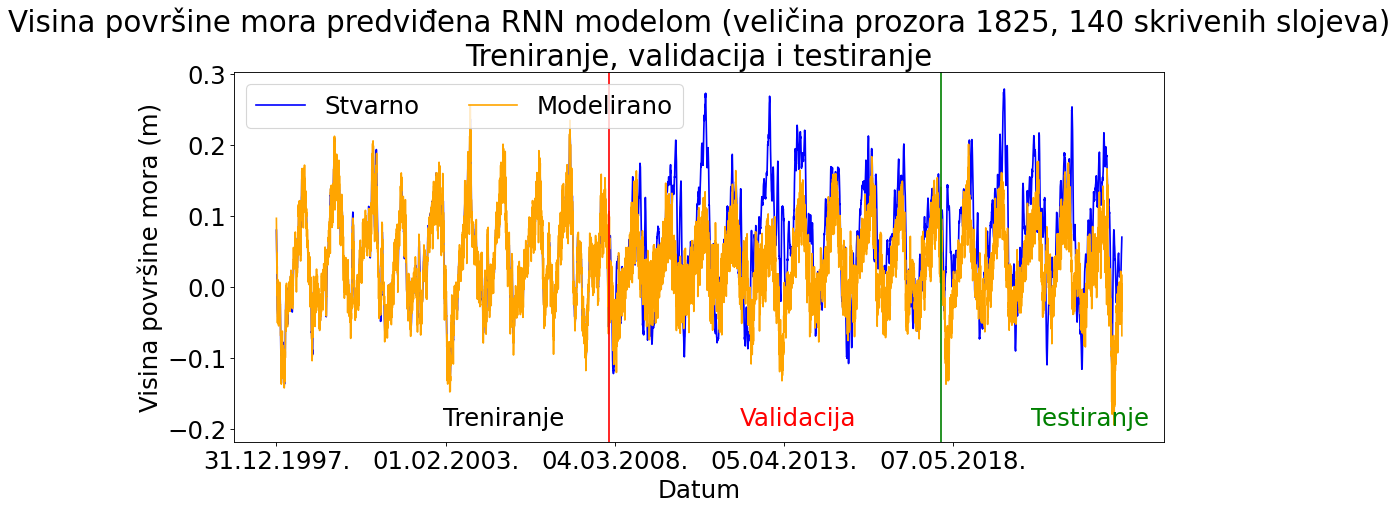 Visina površine mora predviđena RNN modelom (veličina prozora 1825, 140 skrivenih slojeva)
Treniranje, validacija i testiranje
Stvarno
Modelirano
Visina površine mora (m)
0.3
0.2
0.1
0.0
−0.1
−0.2
Treniranje
Validacija
Testiranje
31.12.1997.
01.02.2003.
04.03.2008.
05.04.2013.
07.05.2018.
Datum